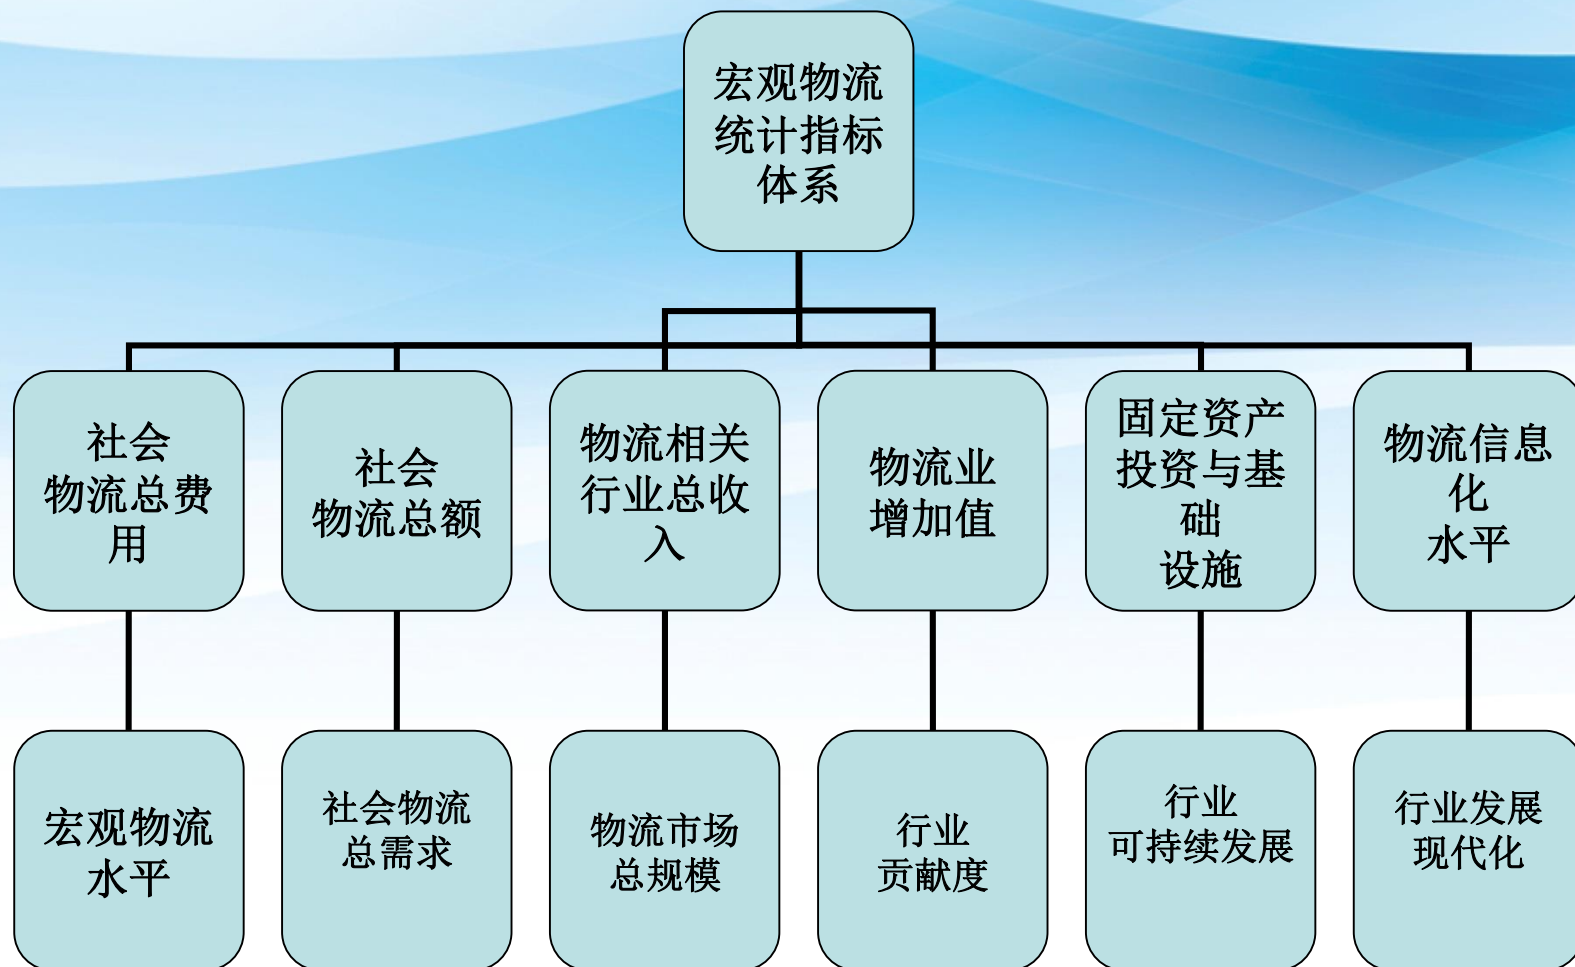 宏观物流
统计指标
体系
社会
物流总费
用
社会
物流总额
物流相关
行业总收
入
物流业
增加值
固定资产
投资与基
础
设施
物流信息
化
水平
宏观物流
水平
社会物流
总需求
物流市场
总规模
行业
贡献度
行业
可持续发展
行业发展
现代化